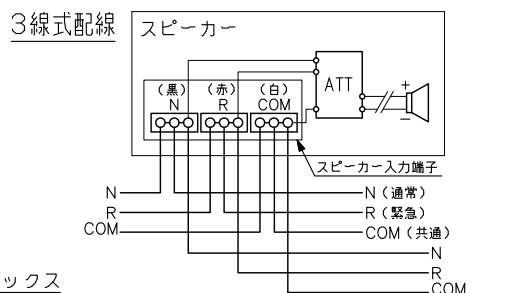 3線式配線
スピーカー
ATT
+
−
(黒) (赤) (白)
N R COM
スピーカー入力端子
N N(通常)
R R(緊急)
COM COM(共通)
N
R
COM
ックス